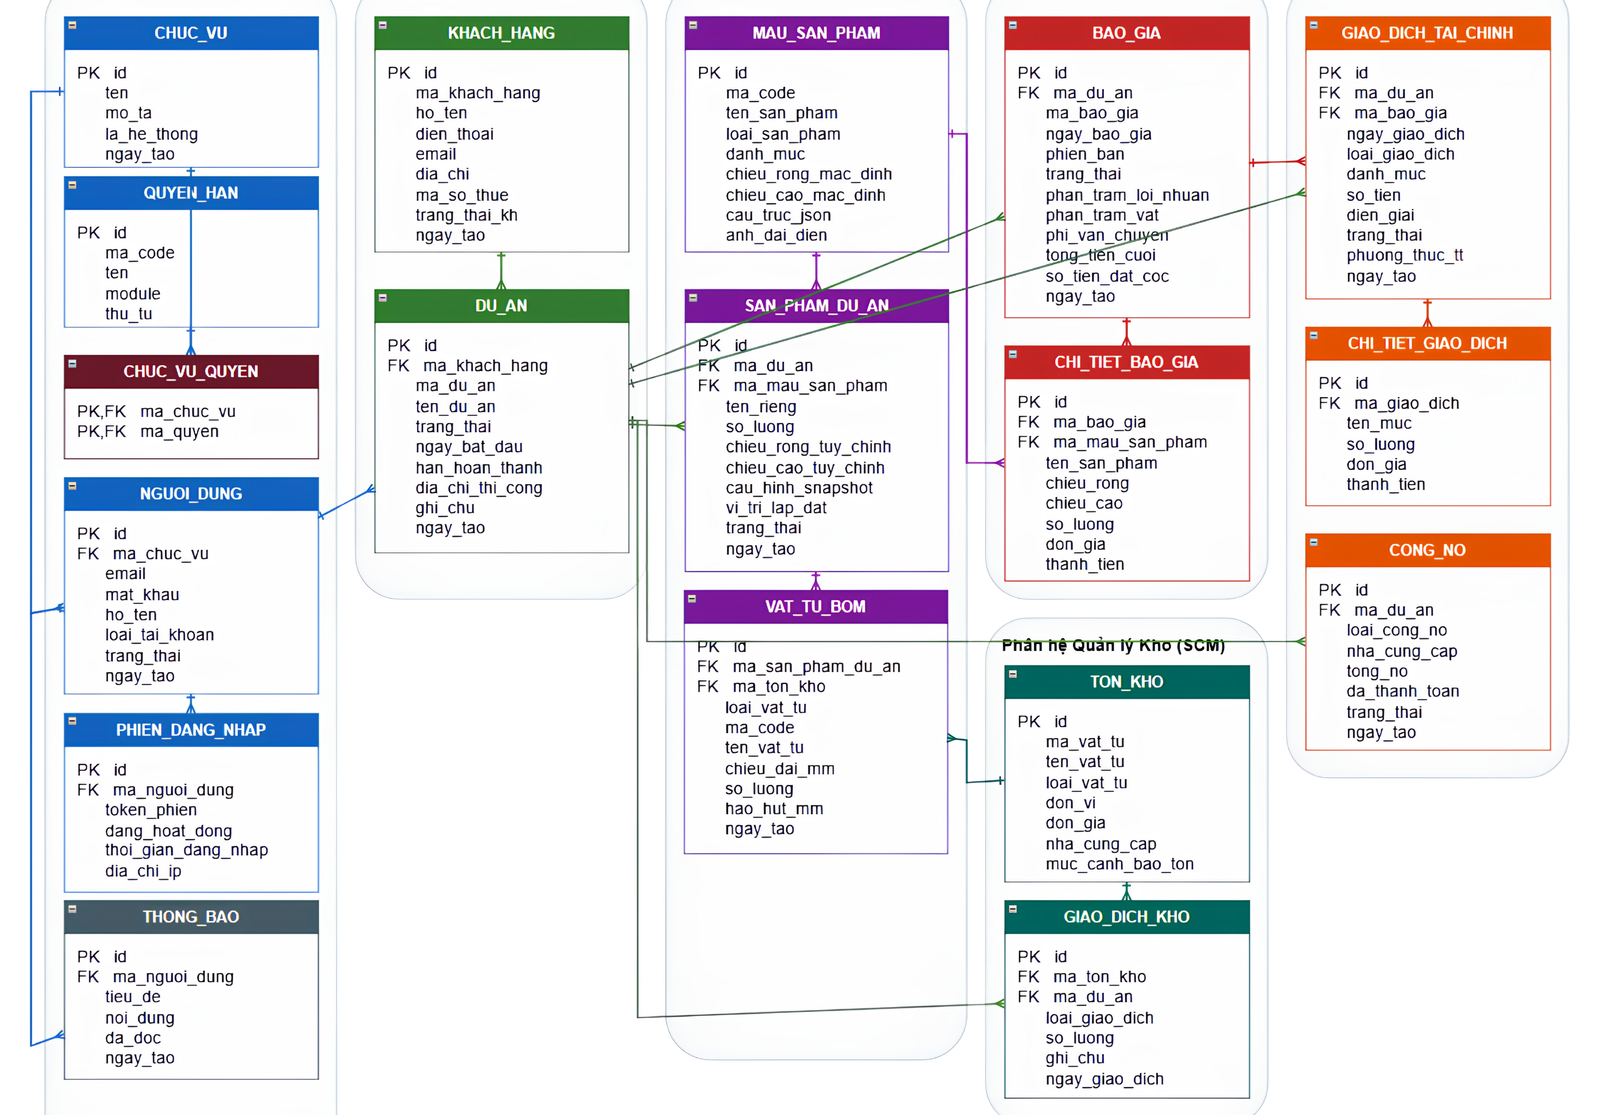 CHUC_VU
PK id
ten
mo_ta
la_he_thong
ngay_tao
QUYEN_HAN
PK id
ma_code
ten
module
thu_tu
CHUC_VU_QUYEN
PK,FK ma_chuc_vu
PK,FK ma_quyen
NGUOI_DUNG
PK id
FK ma_chuc_vu
email
mat_khau
ho_ten
loai_tai_khoan
trang_thai
ngay_tao
PHIEN_DANG_NHAP
PK id
FK ma_nguoi_dung
token_phien
dang_hoat_dong
thoi_gian_dang_nhap
dia_chi_ip
THONG_BAO
PK id
FK ma_nguoi_dung
tieu_de
noi_dung
da_doc
ngay_tao
KHACH_HANG
PK id
ma_khach_hang
ho_ten
dien_thoai
email
dia_chi
ma_so_thue
trang_thai_kh
ngay_tao
DU_AN
PK id
FK ma_khach_hang
ma_du_an
ten_du_an
trang_thai
ngay_bat_dau
han_hoan_thanh
dia_chi_thi_cong
ghi_chu
ngay_tao
MAU_SAN_PHAM
PK id
ma_code
ten_san_pham
loai_san_pham
danh_muc
chieu_rong_mac_dinh
chieu_cao_mac_dinh
cau_truc_json
anh_dai_dien
SAN_PHAM_DU_AN
PK id
FK ma_du_an
FK ma_mau_san_pham
ten_rieng
so_luong
chieu_rong_tuy_chinh
chieu_cao_tuy_chinh
cau_hinh_snapshot
vi_tri_lap_dat
trang_thai
ngay_tao
VAT_TU_BOM
PK id
FK ma_san_pham_du_an
FK ma_ton_kho
loai_vat_tu
ma_code
ten_vat_tu
chieu_dai_mm
so_luong
hao_hut_mm
ngay_tao
BAO_GIA
PK id
FK ma_du_an
ma_bao_gia
ngay_bao_gia
phien_ban
trang_thai
phan_tram_loi_nhuan
phan_tram_vat
phi_van_chuyen
tong_tien_cuoi
so_tien_dat_coc
ngay_tao
CHI_TIET_BAO_GIA
PK id
FK ma_bao_gia
FK ma_mau_san_pham
ten_san_pham
chieu_rong
chieu_cao
so_luong
don_gia
thanh_tien
Phân hệ Quản lý Kho (SCM)
TON_KHO
PK id
ma_vat_tu
ten_vat_tu
loai_vat_tu
don_vi
don_gia
nha_cung_cap
muc_canh_bao_ton
GIAO_DICH_KHO
PK id
FK ma_ton_kho
FK ma_du_an
loai_giao_dich
so_luong
ghi_chu
ngay_giao_dich
GIAO_DICH_TAI_CHINH
PK id
FK ma_du_an
FK ma_bao_gia
ngay_giao_dich
loai_giao_dich
danh_muc
so_tien
dien_giai
trang_thai
phuong_thuc_tt
ngay_tao
CHI_TIET_GIAO_DICH
PK id
FK ma_giao_dich
ten_muc
so_luong
don_gia
thanh_tien
CONG_NO
PK id
FK ma_du_an
loai_cong_no
nha_cung_cap
tong_no
da_thanh_toan
trang_thai
ngay_tao